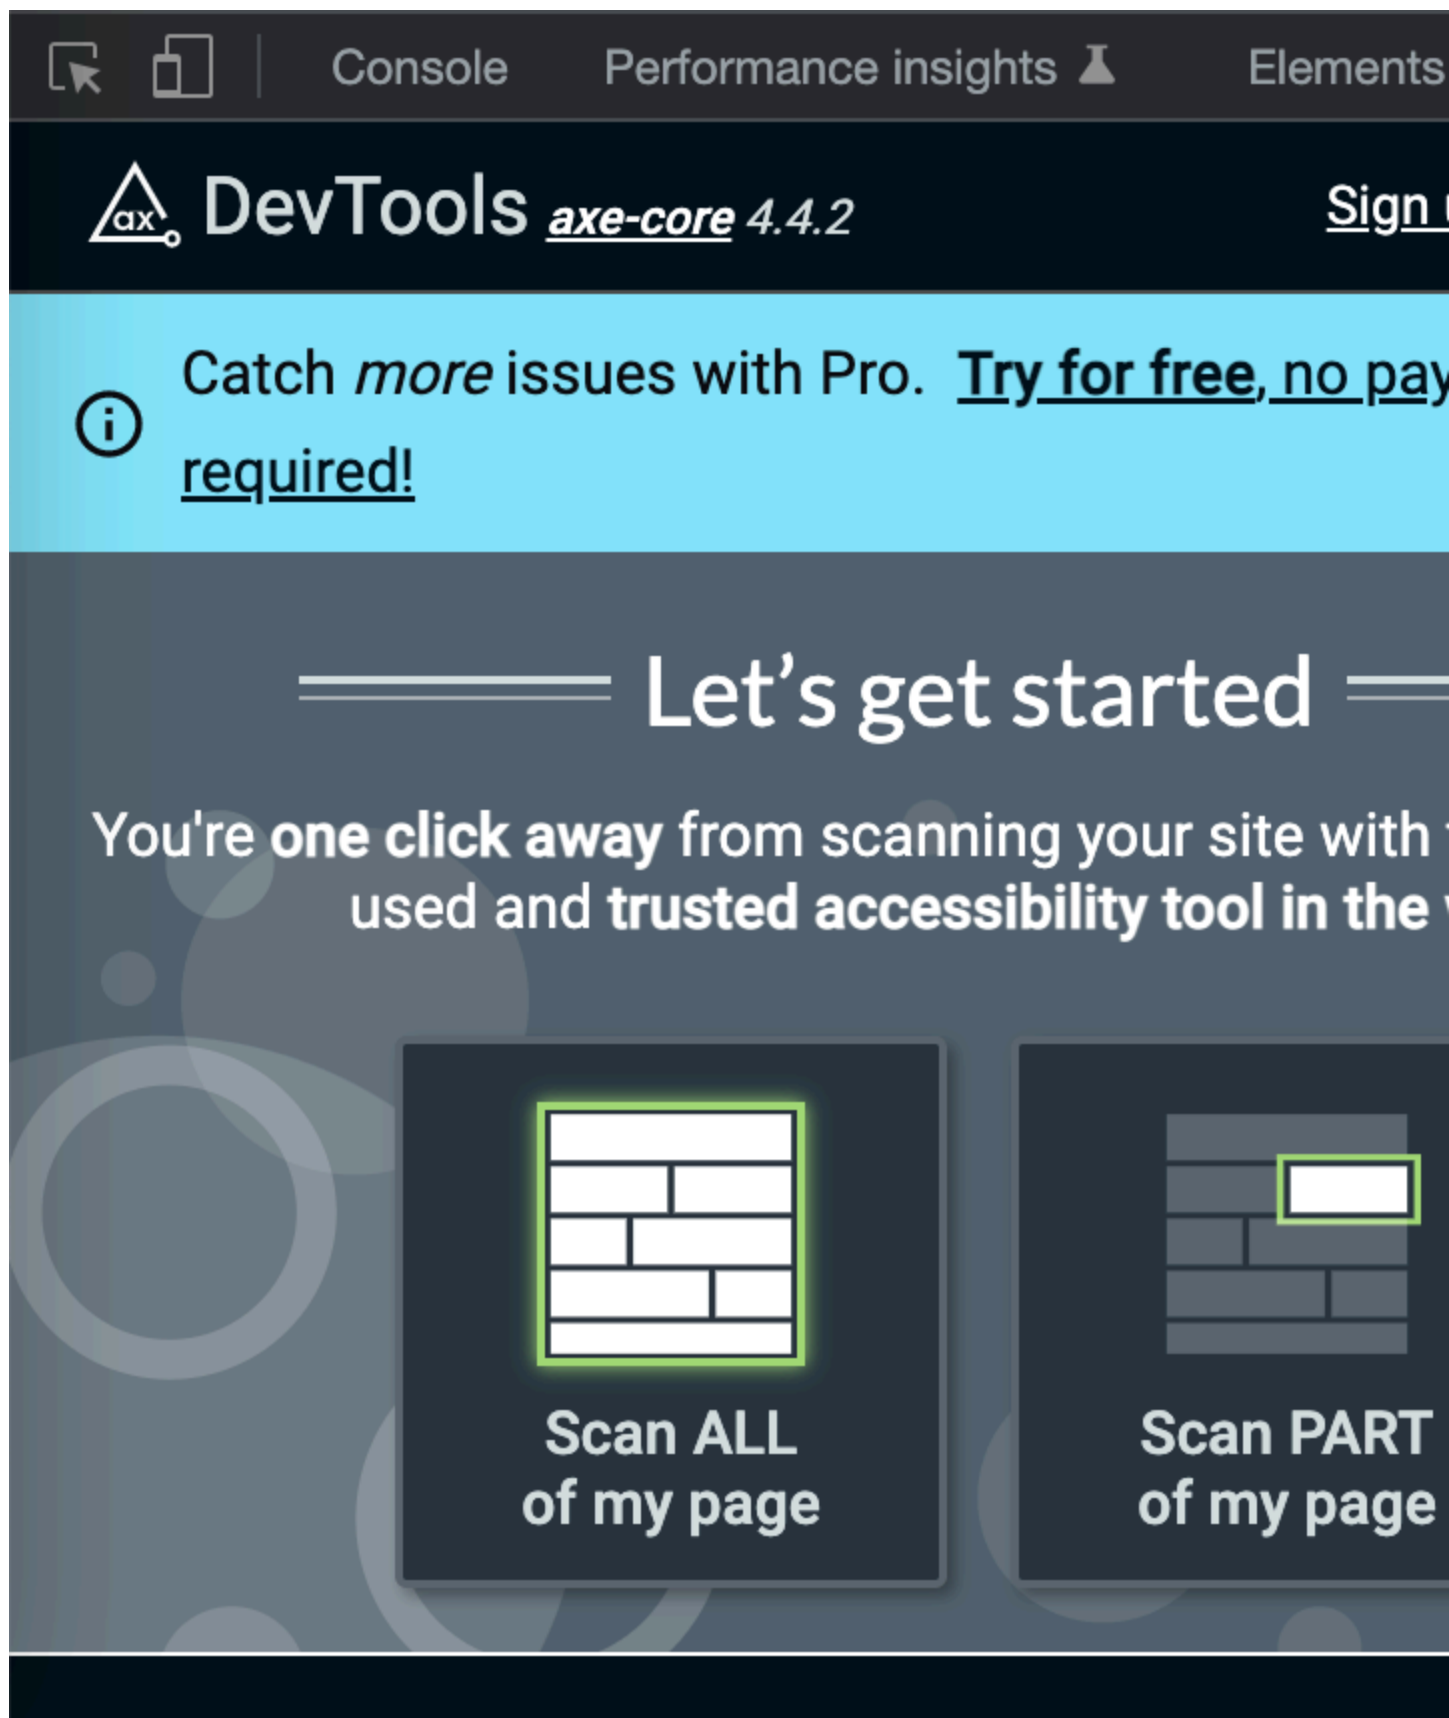 Console Performance insights Elements
ax DevTools axe-core 4.4.2 Sign
Catch more issues with Pro. Try for free, no pay
required!
Let's get started
You're one click away from scanning your site with
used and trusted accessibility tool in the
Scan ALL
of my page
Scan PART
of my page